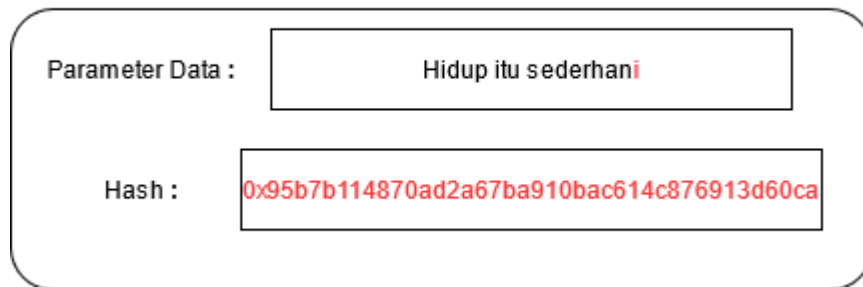 Parameter Data : Hidup itu sederhani
Hash : 0x95b7b114870ad2a67ba910bac614c876913d60ca